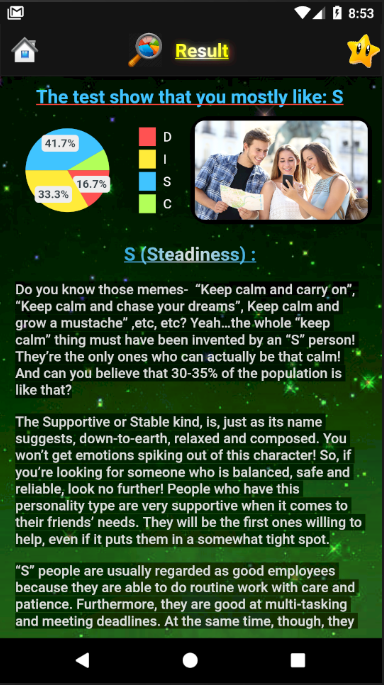 8:53
Result
The test show that you mostly like: S
41.7%
33.3%
16.7%
D
I
S
C
S (Steadiness) :
Do you know those memes-  “Keep calm and carry on”,
“Keep calm and chase your dreams”, Keep calm and
grow a mustache” ,etc, etc? Yeah…the whole “keep
calm” thing must have been invented by an “S” person!
They’re the only ones who can actually be that calm!
And can you believe that 30-35% of the population is
like that?
The Supportive or Stable kind, is, just as its name
suggests, down-to-earth, relaxed and composed. You
won’t get emotions spiking out of this character! So, if
you’re looking for someone who is balanced, safe and
reliable, look no further! People who have this
personality type are very supportive when it comes to
their friends’ needs. They will be the first ones willing to
help, even if it puts them in a somewhat tight spot.
“S” people are usually regarded as good employees
because they are able to do routine work with care and
patience. Furthermore, they are good at multi-tasking
and meeting deadlines. At the same time, though, they